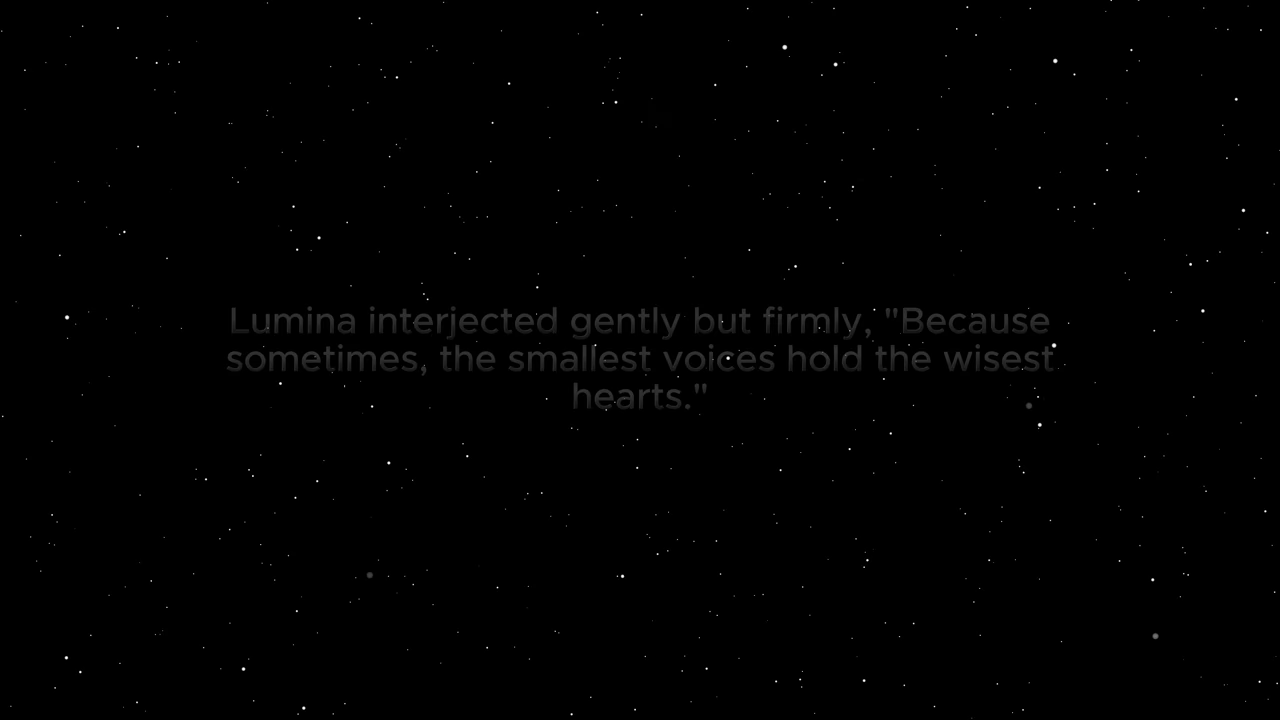 Lumina interjected gently but firmly, "Because
sometimes, the smallest voices hold the wisest
hearts."